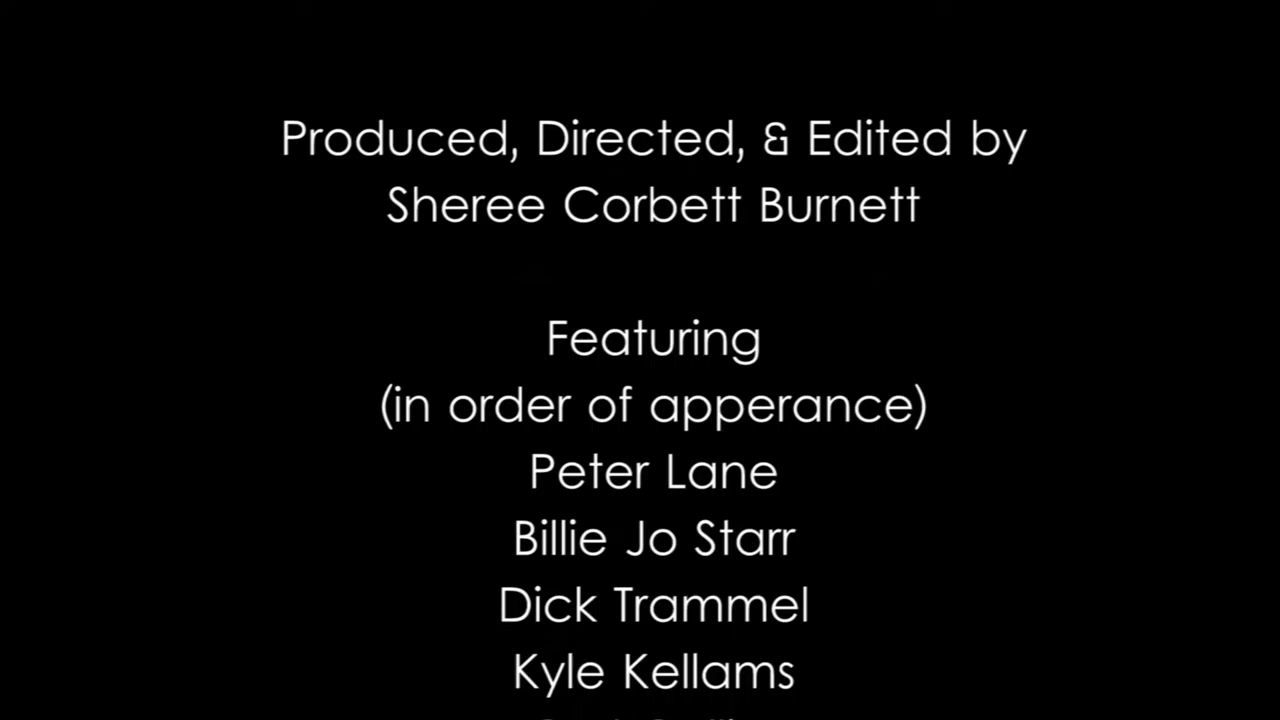 Produced, Directed, & Edited by
Sheree Corbett Burnett
Featuring
(in order of apperance)
Peter Lane
Billie Jo Starr
Dick Trammel
Kyle Kellams